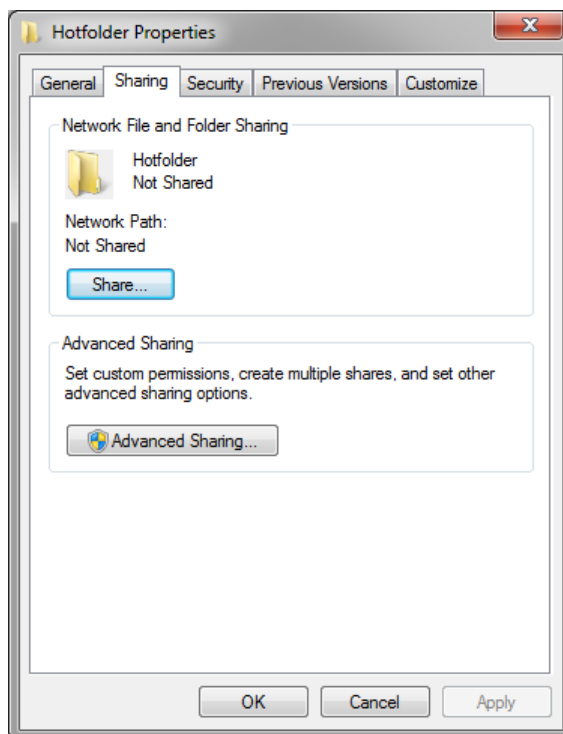 Hotfolder Properties
General Sharing Security Previous Versions Customize
Network File and Folder Sharing
Hotfolder
Not Shared
Network Path:
Not Shared
Share...
Advanced Sharing
Set custom permissions, create multiple shares, and set other
advanced sharing options.
Advanced Sharing...
OK Cancel Apply